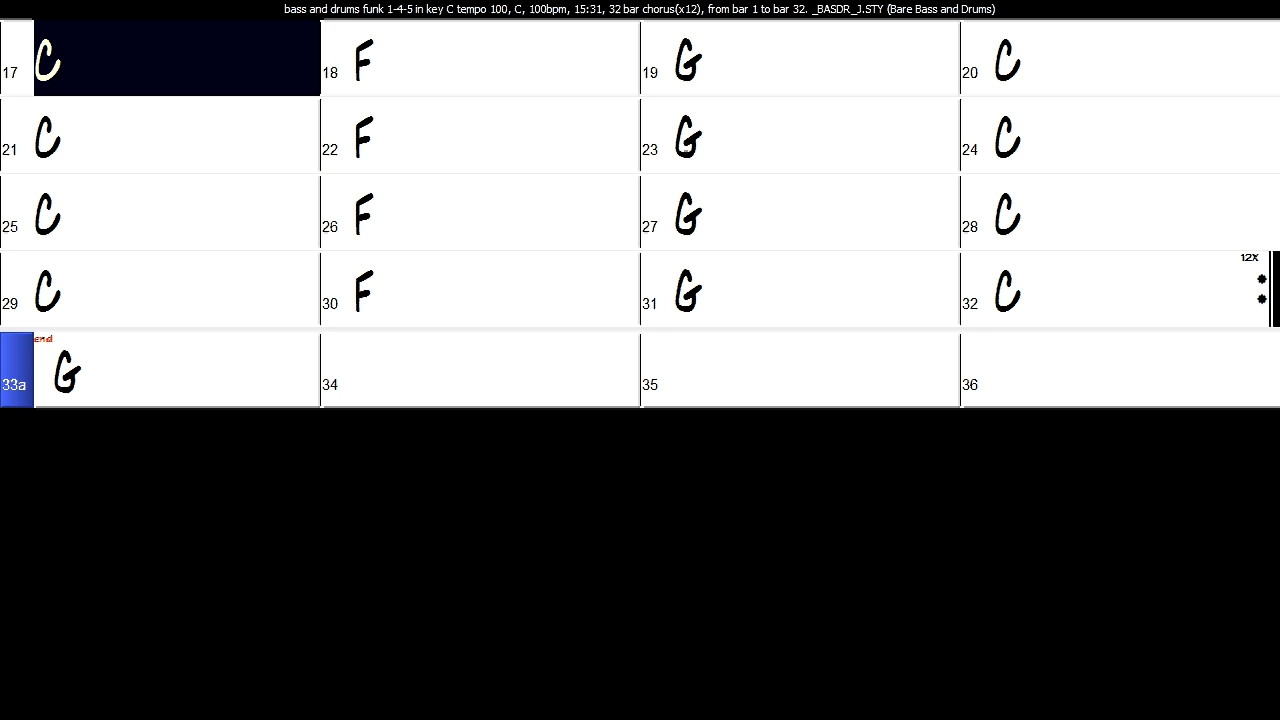 bass and drums funk 1-4-5 in key C tempo 100, C, 100bpm, 15:31, 32 bar chorus(x12), from bar 1 to bar 32. _BASDR_J.STY (Bare Bass and Drums)
17 C 18 F 19 G 20 C
21 C 22 F 23 G 24 C
25 C 26 F 27 G 28 C
12X
29 C 30 F 31 G 32 C
end
33a G 34 35 36